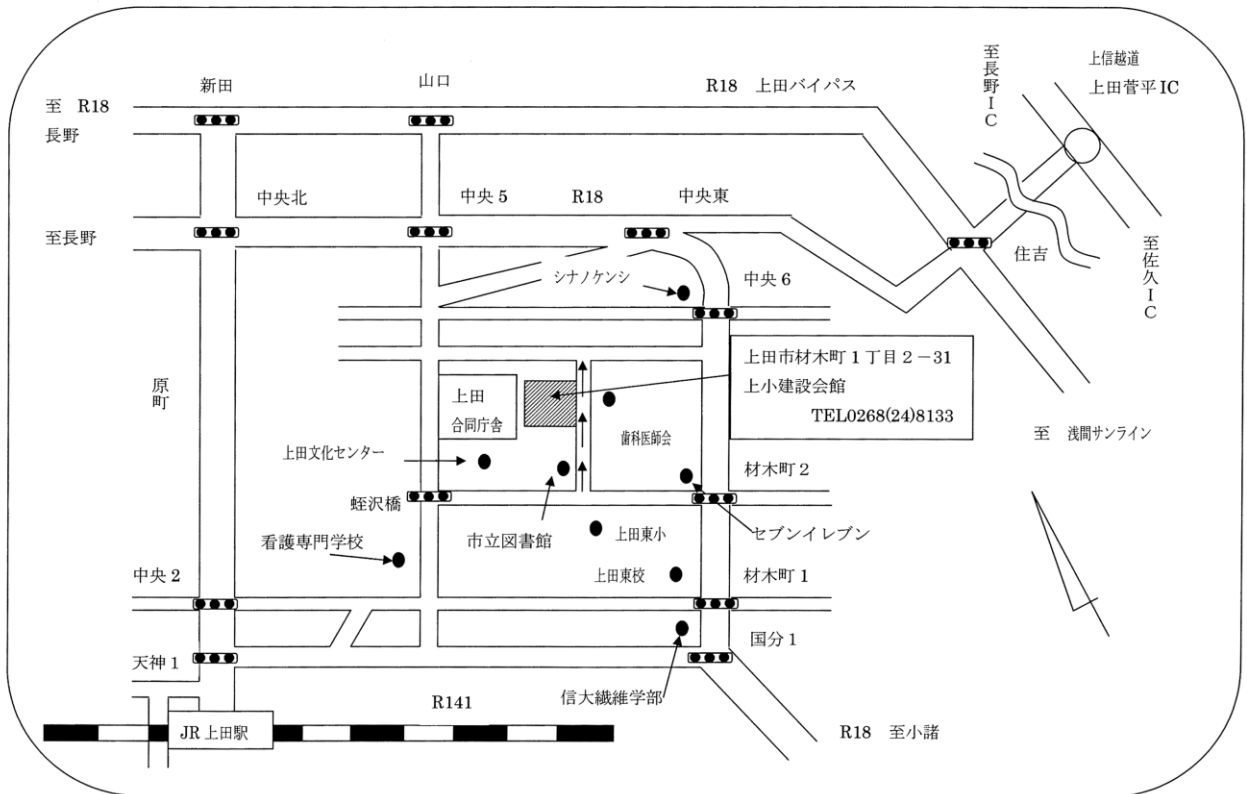 上信越道
上田菅平IC
至長野IC
新田
山口
R18 上田バイパス
至 R18
長野
中央北
中央5
R18
中央東
至長野
住吉
至佐久IC
シナノケンシ
中央6
上田市材木町1丁目2-31
上小建設会館
TEL0268(24)8133
原町
上田
合同庁舎
歯科医師会
至 浅間サンライン
上田文化センター
材木町2
蛭沢橋
市立図書館
上田東小
セブンイレブン
看護専門学校
中央2
上田東校
材木町1
国分1
天神1
信大繊維学部
R141
JR上田駅
R18 至小諸